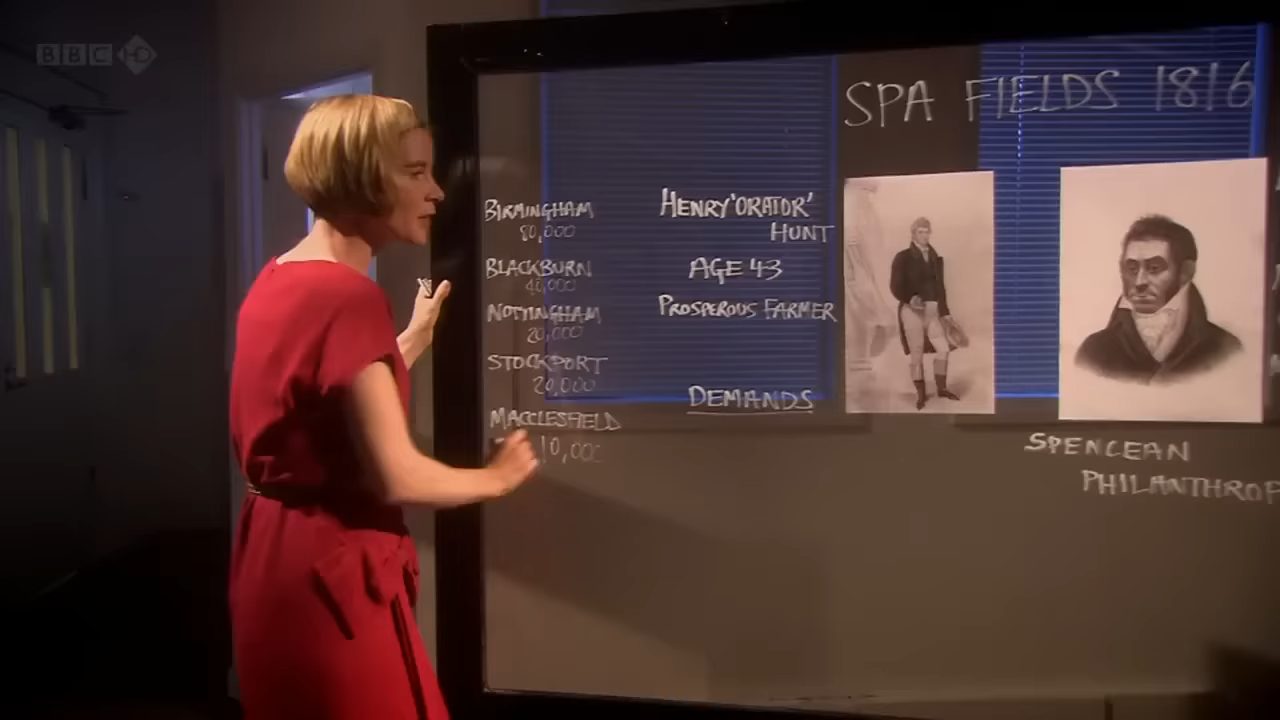 BBC HD
SPA FIELDS 1816
BIRMINGHAM
80,000
BLACKBURN
40,000
NOTTINGHAM
20,000
STOCKPORT
20,000
MACCLESFIELD
10,000
HENRY 'ORATOR'
HUNT
AGE 43
PROSPEROUS FARMER
DEMANDS
SPENCEAN
PHILANTHROP